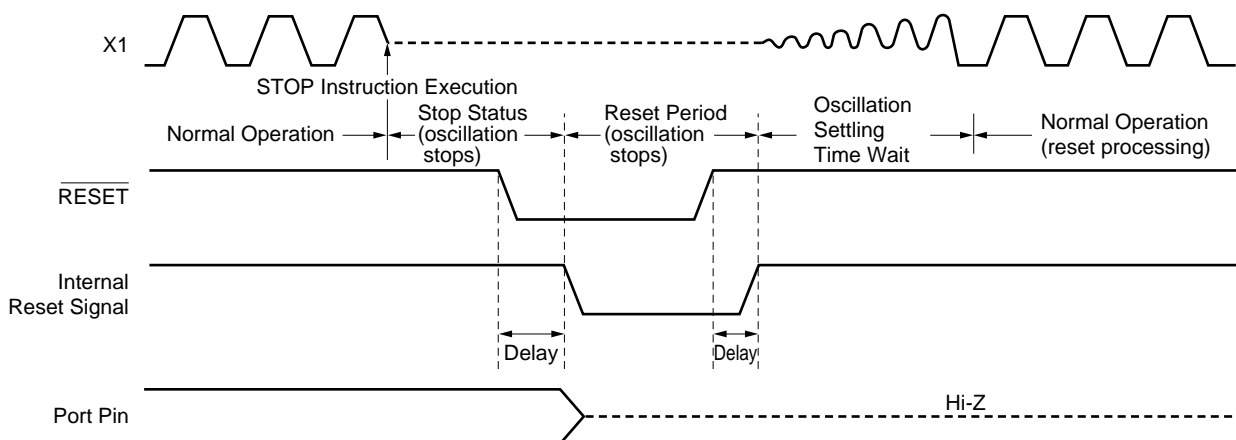 X1
STOP Instruction Execution
Normal Operation
Stop Status
(oscillation
stops)
Reset Period
(oscillation
stops)
Oscillation
Settling
Time Wait
Normal Operation
(reset processing)
RESET
Internal
Reset Signal
Delay
Delay
Port Pin
Hi-Z